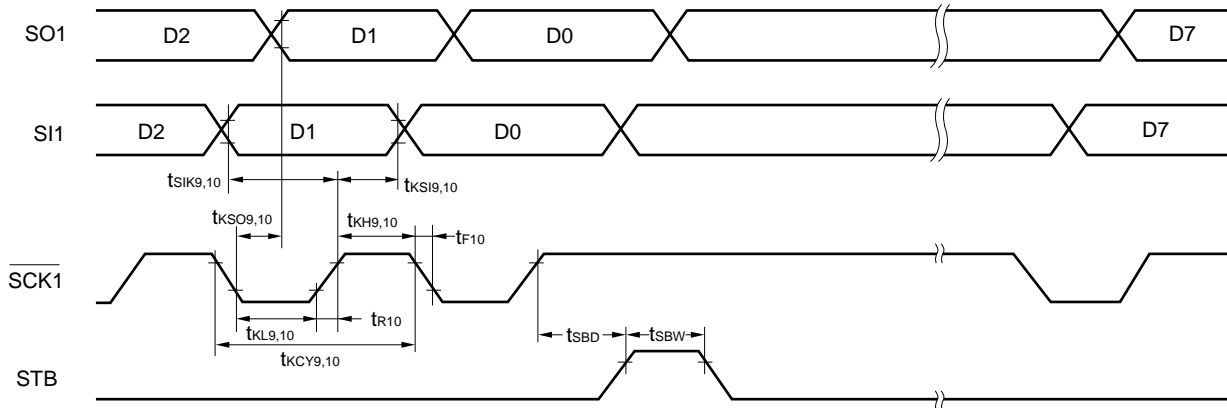 SO1 D2 D1 D0 D7
SI1 D2 D1 D0 D7
tSIK9,10 tKSI9,10
tKSO9,10 tKH9,10 tF10
SCK1
tKL9,10 tR10 tSBD tSBW
tKCY9,10
STB